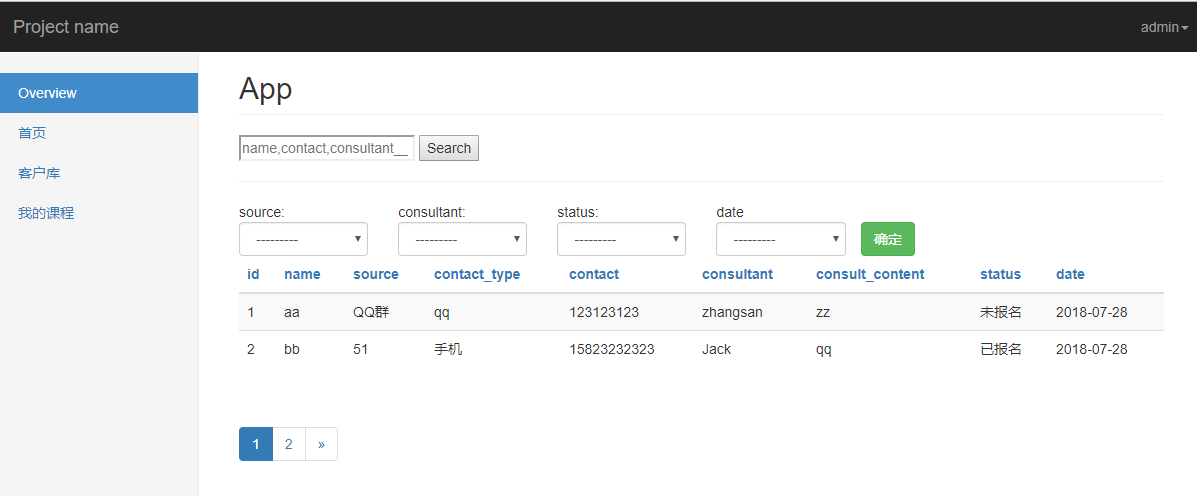 Project name admin
Overview
首页
客户库
我的课程
App
name,contact,consultant__ Search
source: consultant: status: date
--------- --------- --------- --------- 确定
id name source contact_type contact consultant consult_content status date
1 aa QQ群 qq 123123123 zhangsan zz 未报名 2018-07-28
2 bb 51 手机 15823232323 Jack qq 已报名 2018-07-28
1 2 »